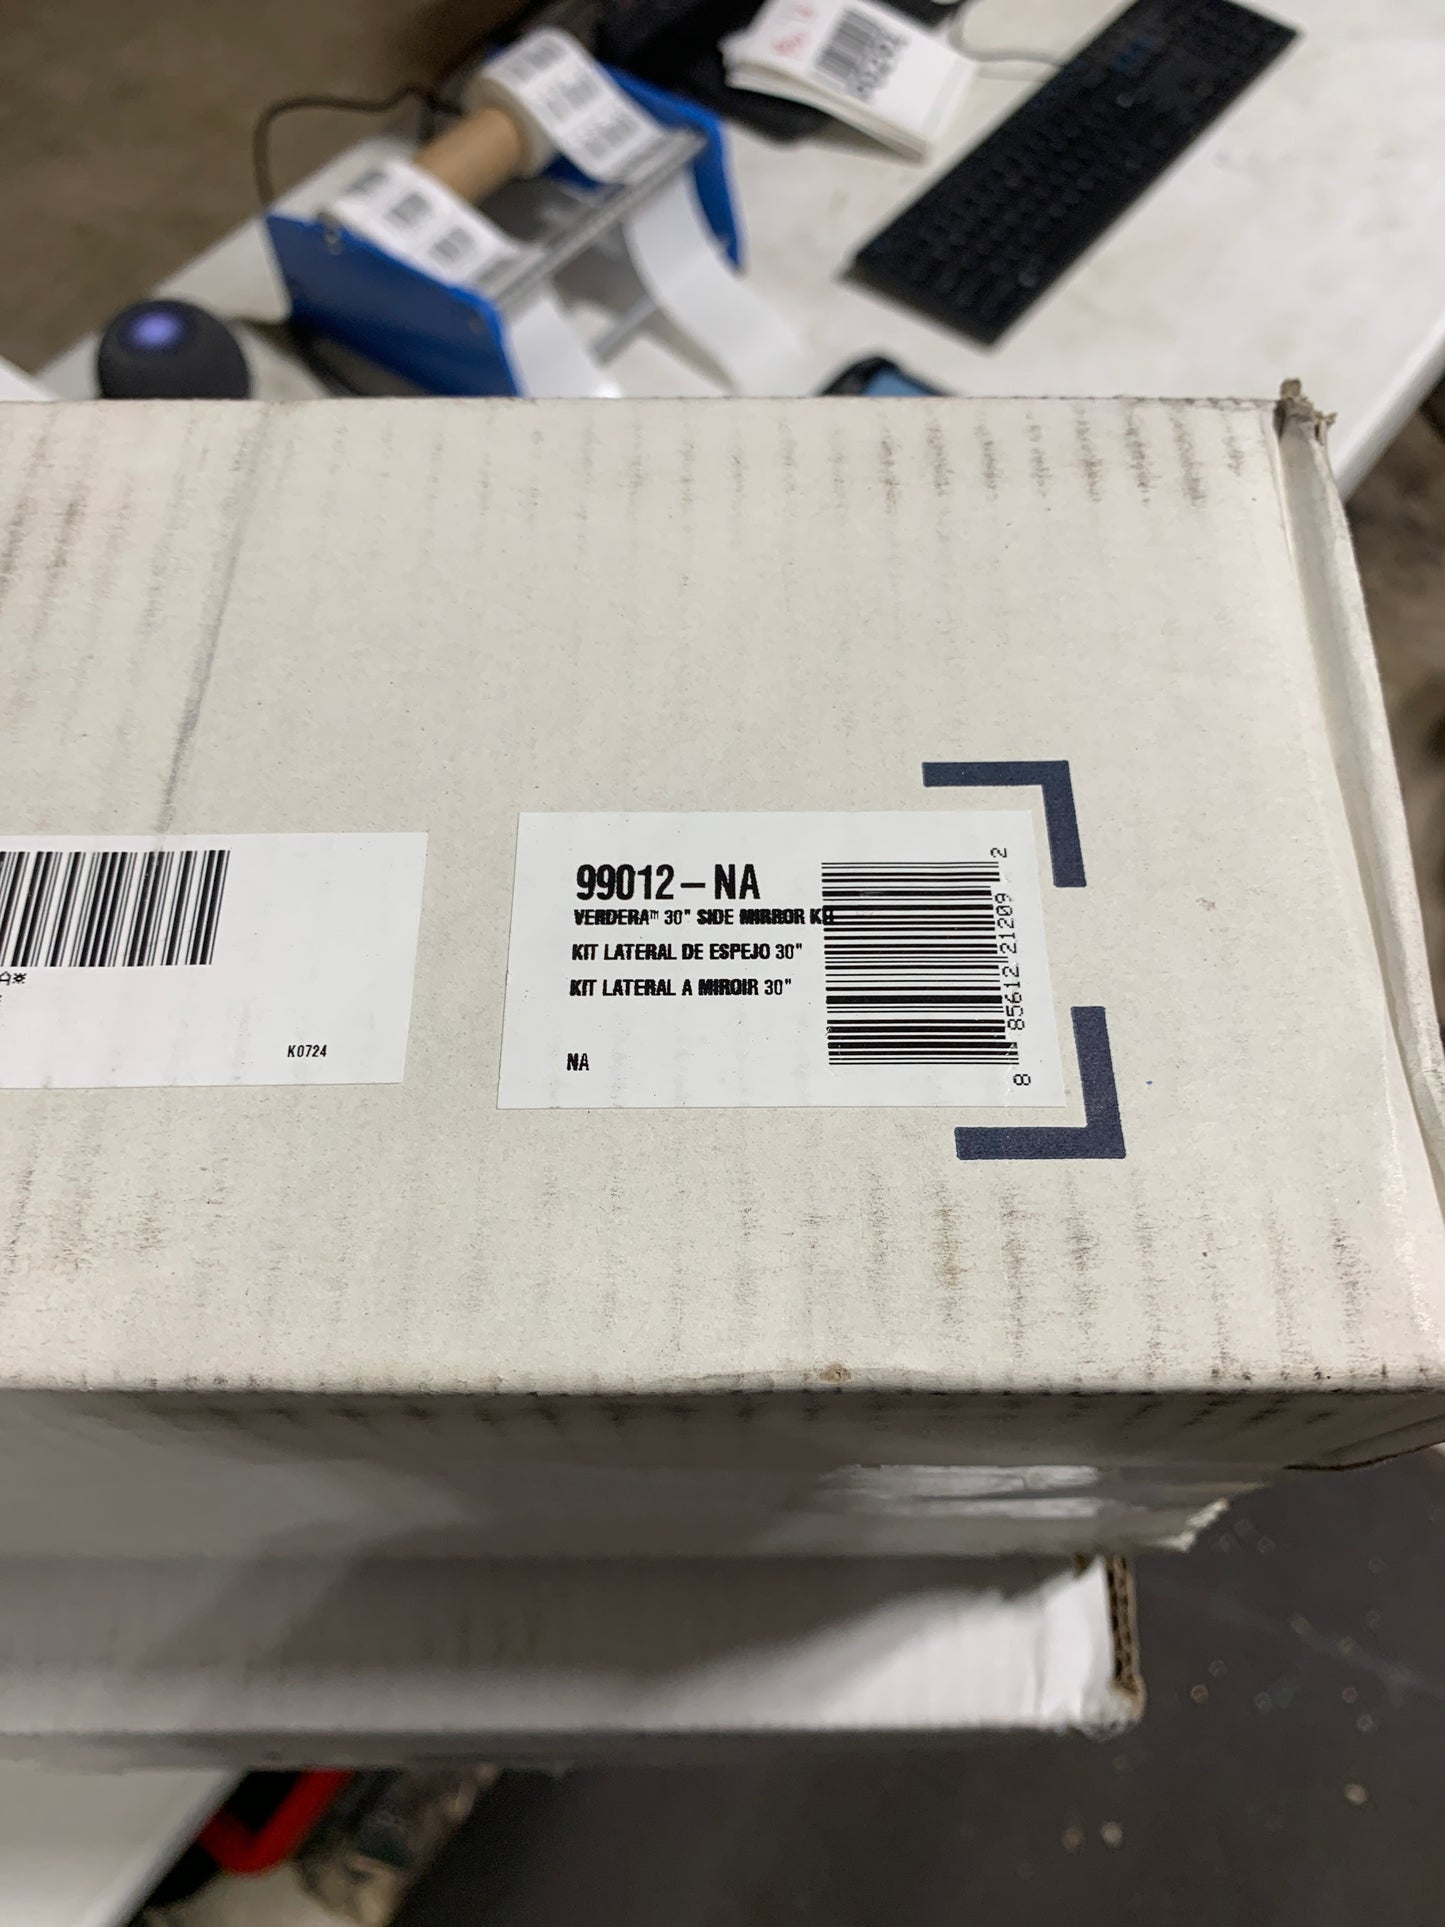 99012-NA
VERDERA™ 30" SIDE MIRROR KIT
KIT LATERAL DE ESPEJO 30"
KIT LATERAL A MIROIR 30"
NA
8 85612 21209 2
A*
K0724